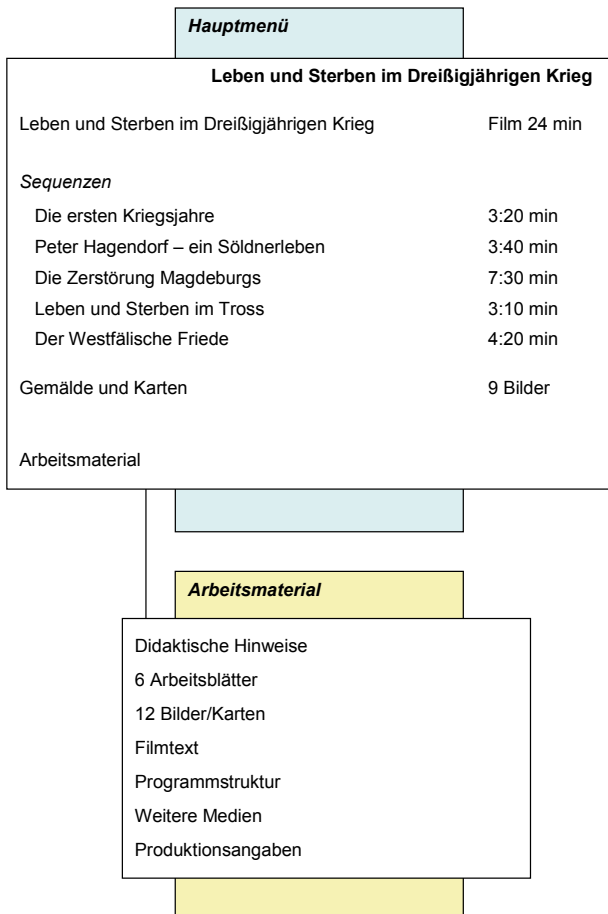 Hauptmenü
Leben und Sterben im Dreißigjährigen Krieg
Leben und Sterben im Dreißigjährigen Krieg Film 24 min
Sequenzen
Die ersten Kriegsjahre 3:20 min
Peter Hagendorf – ein Söldnerleben 3:40 min
Die Zerstörung Magdeburgs 7:30 min
Leben und Sterben im Tross 3:10 min
Der Westfälische Friede 4:20 min
Gemälde und Karten 9 Bilder
Arbeitsmaterial
Arbeitsmaterial
Didaktische Hinweise
6 Arbeitsblätter
12 Bilder/Karten
Filmtext
Programmstruktur
Weitere Medien
Produktionsangaben